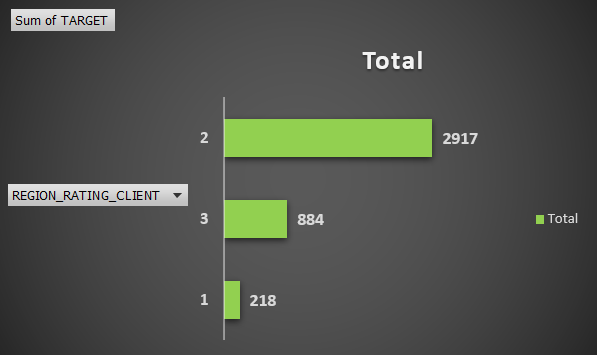 Sum of TARGET
Total
2 2917
REGION_RATING_CLIENT
3 884
Total
1 218